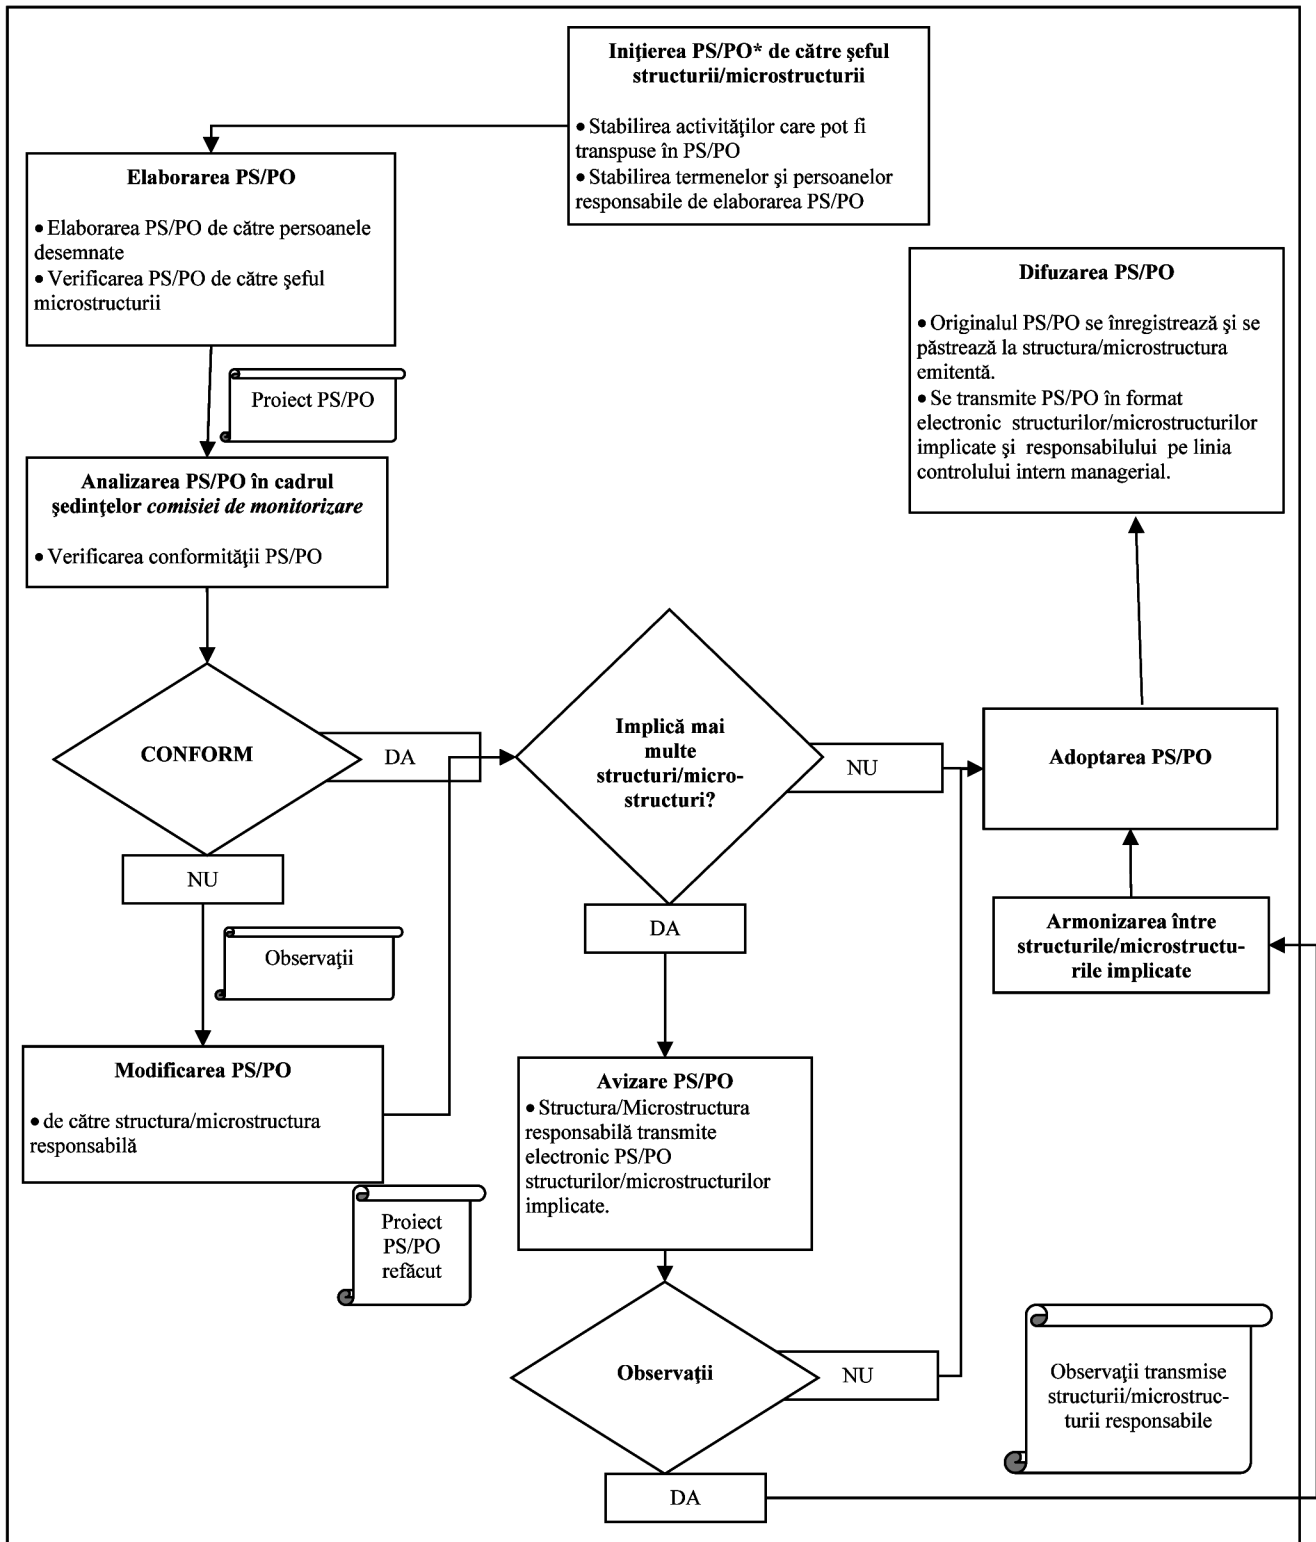 Iniţierea PS/PO* de către şeful
structurii/microstructurii
• Stabilirea activităţilor care pot fi
transpuse în PS/PO
• Stabilirea termenelor şi persoanelor
responsabile de elaborarea PS/PO
Elaborarea PS/PO
• Elaborarea PS/PO de către persoanele
desemnate
• Verificarea PS/PO de către şeful
microstructurii
Difuzarea PS/PO
• Originalul PS/PO se înregistrează şi se
păstrează la structura/microstructura
emitentă.
• Se transmite PS/PO în format
electronic structurilor/microstructurilor
implicate şi responsabilului pe linia
controlului intern managerial.
Proiect PS/PO
Analizarea PS/PO în cadrul
şedinţelor comisiei de monitorizare
• Verificarea conformităţii PS/PO
CONFORM
DA
Implică mai
multe
structuri/micro-
structuri?
NU
Adoptarea PS/PO
NU
DA
Observaţii
Armonizarea între
structurile/microstructu-
rile implicate
Modificarea PS/PO
• de către structura/microstructura
responsabilă
Avizare PS/PO
• Structura/Microstructura
responsabilă transmite
electronic PS/PO
structurilor/microstructurilor
implicate.
Proiect
PS/PO
refăcut
Observaţii
NU
Observaţii transmise
structurii/microstruc-
turii responsabile
DA